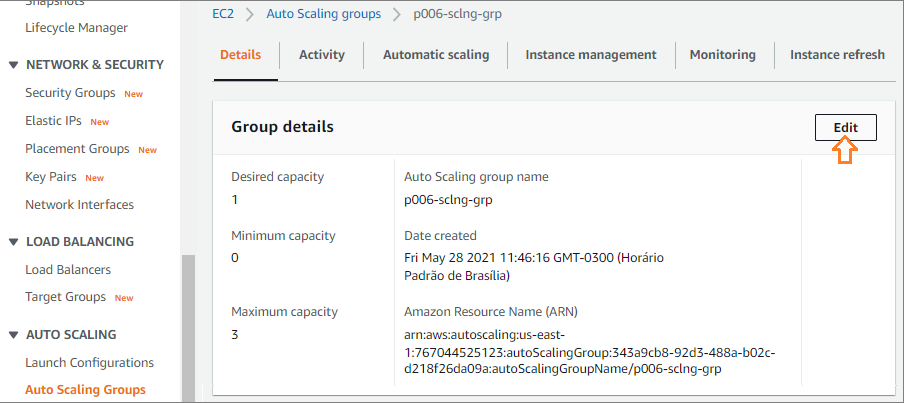 Snapshots
Lifecycle Manager
NETWORK & SECURITY
Security Groups New
Elastic IPs New
Placement Groups New
Key Pairs New
Network Interfaces
LOAD BALANCING
Load Balancers
Target Groups New
AUTO SCALING
Launch Configurations
Auto Scaling Groups
EC2 > Auto Scaling groups > p006-sclng-grp
Details Activity Automatic scaling Instance management Monitoring Instance refresh
Group details
Edit
Desired capacity
1
Minimum capacity
0
Maximum capacity
3
Auto Scaling group name
p006-sclng-grp
Date created
Fri May 28 2021 11:46:16 GMT-0300 (Horário
Padrão de Brasília)
Amazon Resource Name (ARN)
arn:aws:autoscaling:us-east-
1:767044525123:autoScalingGroup:343a9cb8-92d3-488a-b02c-
d218f26da09a:autoScalingGroupName/p006-sclng-grp